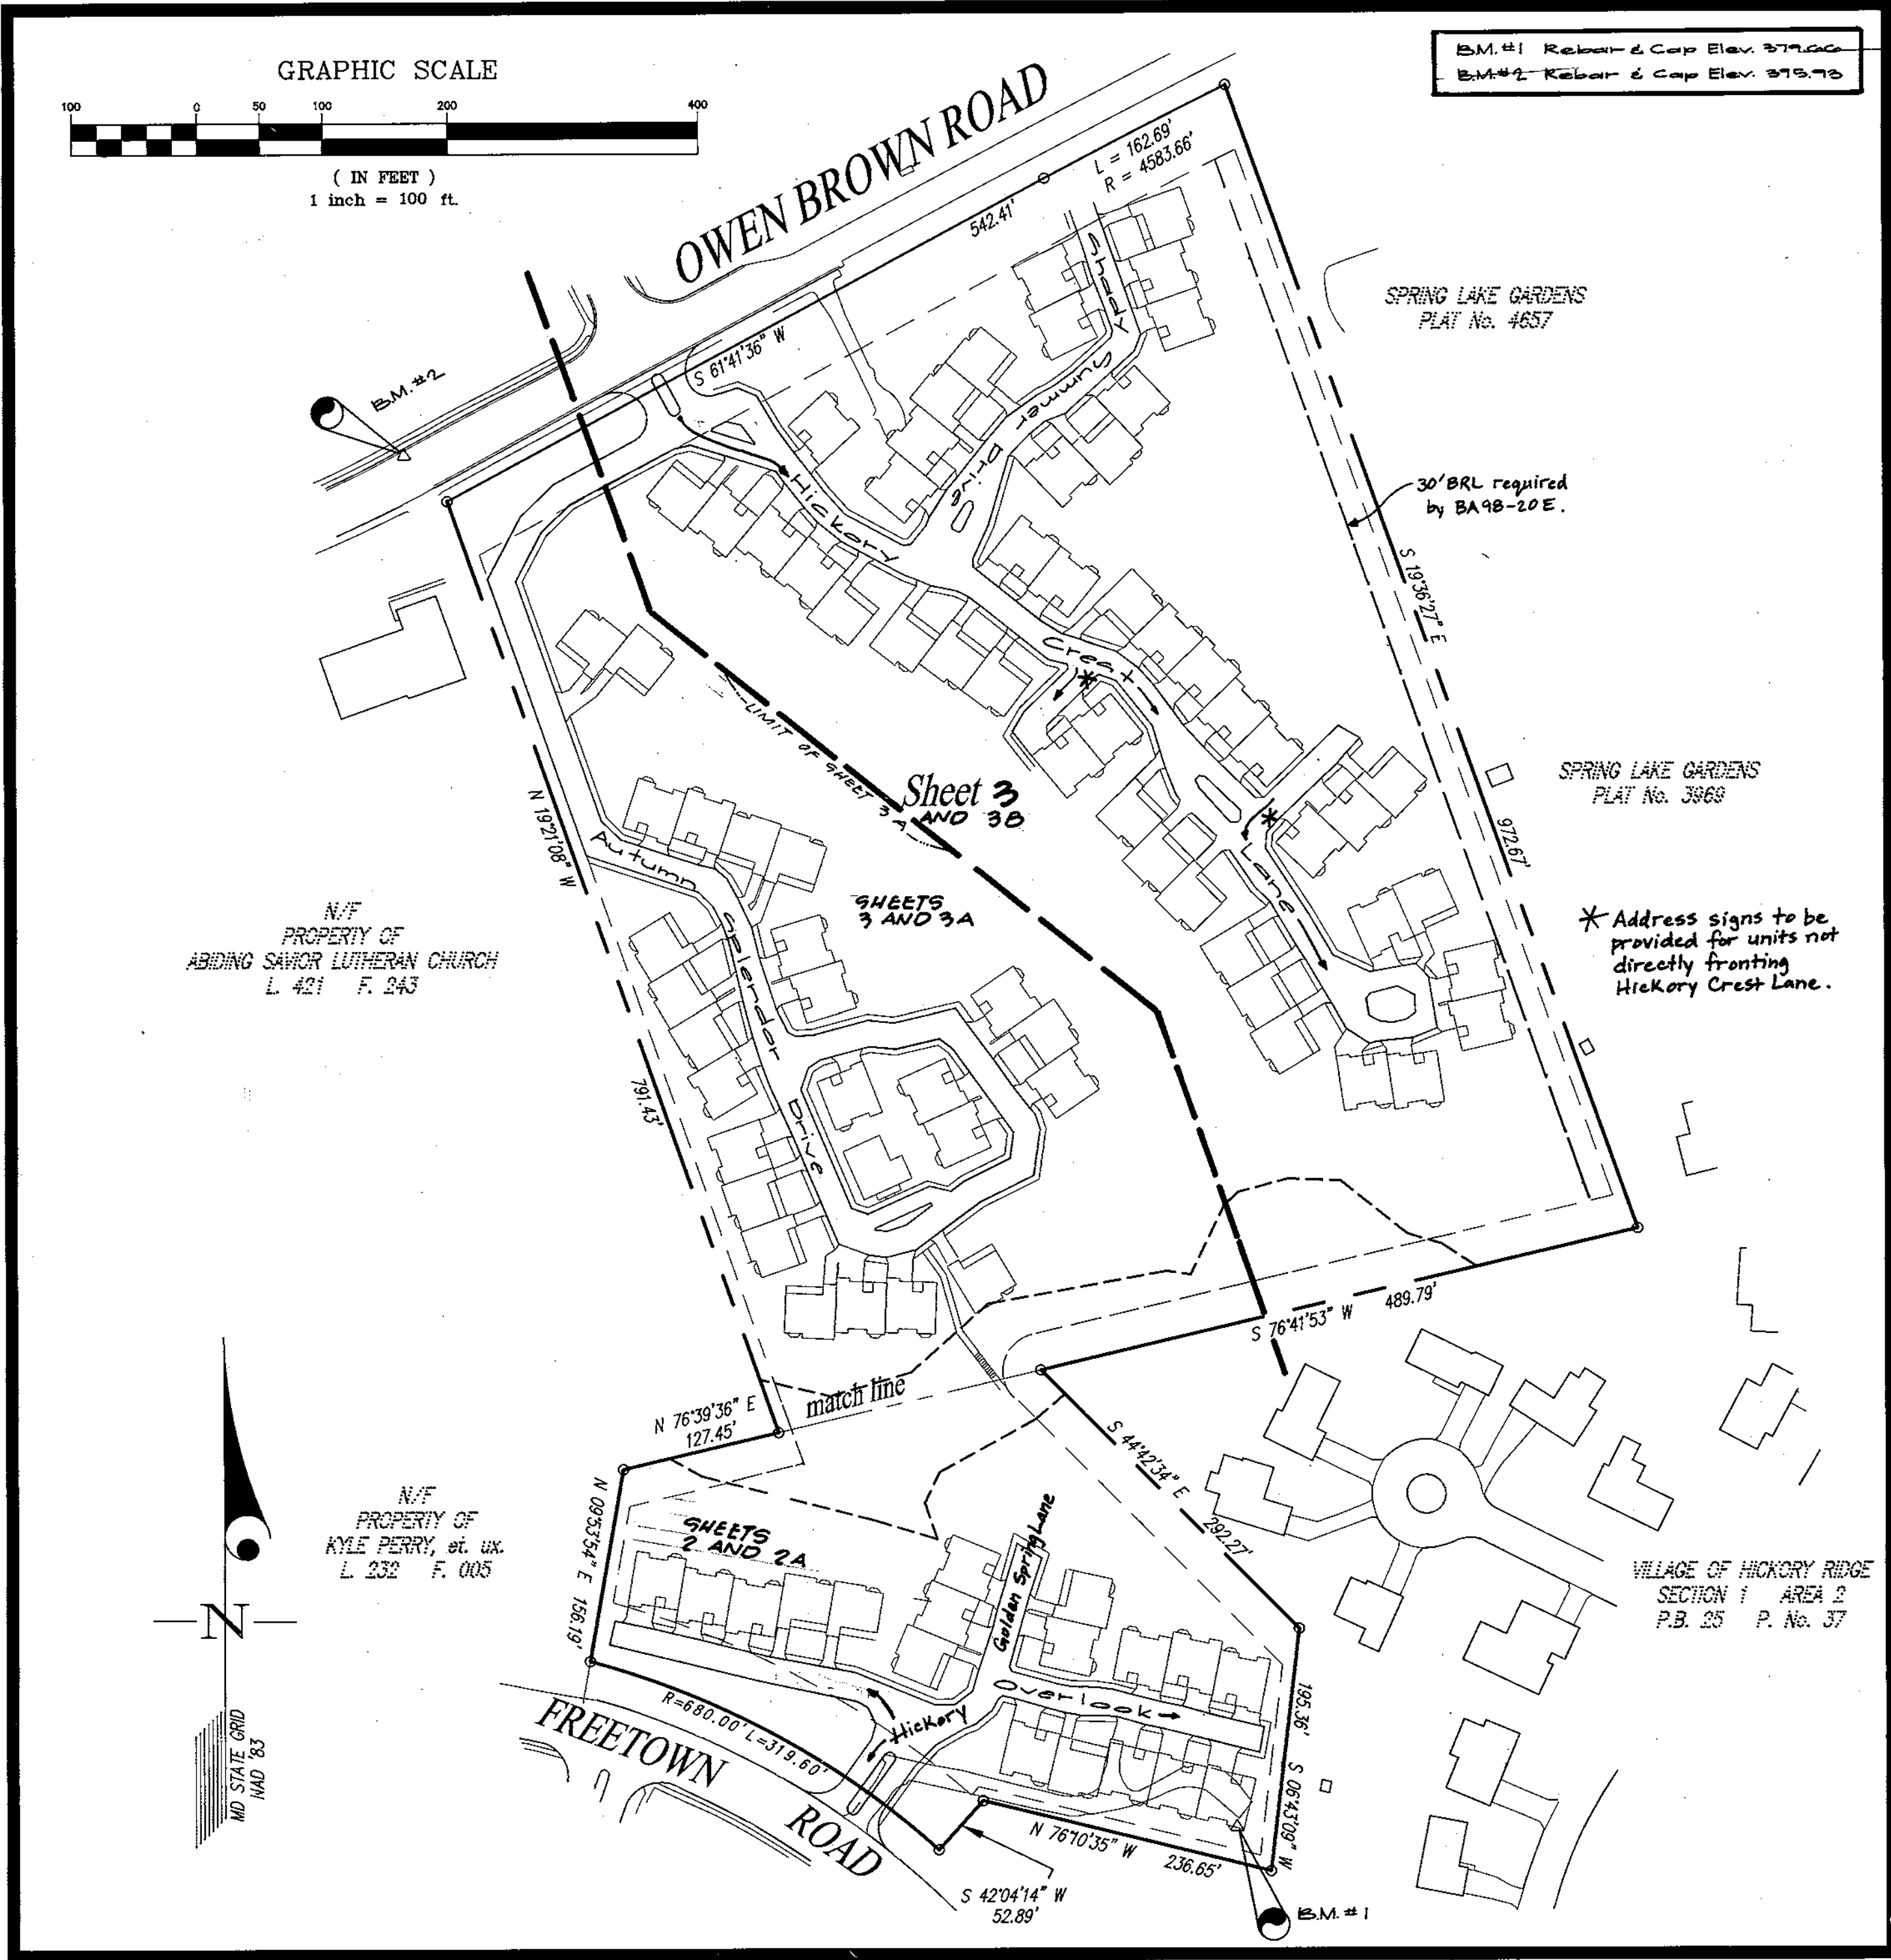 GRAPHIC SCALE
100 0 50 100 200 400
( IN FEET )
1 inch = 100 ft.
B.M.#1 Rebar & Cap Elev. 379.66
B.M.#2 Rebar & Cap Elev. 395.93
OWEN BROWN ROAD
L = 162.69'
R = 4583.66'
542.41'
S 61°41'36" W
B.M.#2
Shady
Summer
Drive
SPRING LAKE GARDENS
PLAT No. 4657
Hickory
Crest
Lane
30' BRL required
by BA98-20E.
S 19°36'27" E
972.67'
LIMIT OF SHEET 3A
Sheet 3
AND 3B
SPRING LAKE GARDENS
PLAT No. 3969
N 19°21'08" W
791.43'
Autumn
Splendor
Drive
SHEETS
3 AND 3A
* Address signs to be
provided for units not
directly fronting
Hickory Crest Lane.
N/F
PROPERTY OF
ABIDING SAVIOR LUTHERAN CHURCH
L. 421 F. 243
S 76°41'53" W 489.79'
match line
N 76°39'36" E
127.45'
S 44°42'34" E 292.27'
N 09°53'54" E 156.19'
N/F
PROPERTY OF
KYLE PERRY, et. ux.
L. 232 F. 005
SHEETS
2 AND 2A
Golden Spring Lane
VILLAGE OF HICKORY RIDGE
SECTION 1 AREA 2
P.B. 25 P. No. 37
N
MD STATE GRID
NAD '83
Overlook
Hickory
R=680.00' L=319.60'
195.36' S 06°43'09" W
FREETOWN
ROAD
N 76°10'35" W 236.65'
S 42°04'14" W
52.89'
B.M.#1